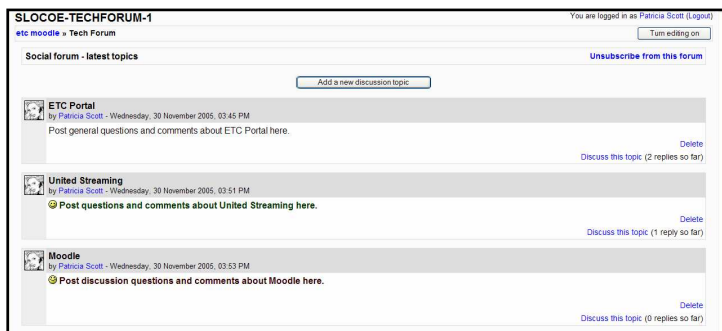 SLOCOE-TECHFORUM-1
You are logged in as Patricia Scott (Logout)
etc moodle » Tech Forum
Turn editing on
Social forum - latest topics
Unsubscribe from this forum
Add a new discussion topic
ETC Portal
by Patricia Scott - Wednesday, 30 November 2005, 03:45 PM
Post general questions and comments about ETC Portal here.
Delete
Discuss this topic (2 replies so far)
United Streaming
by Patricia Scott - Wednesday, 30 November 2005, 03:51 PM
Post questions and comments about United Streaming here.
Delete
Discuss this topic (1 reply so far)
Moodle
by Patricia Scott - Wednesday, 30 November 2005, 03:53 PM
Post discussion questions and comments about Moodle here.
Delete
Discuss this topic (0 replies so far)